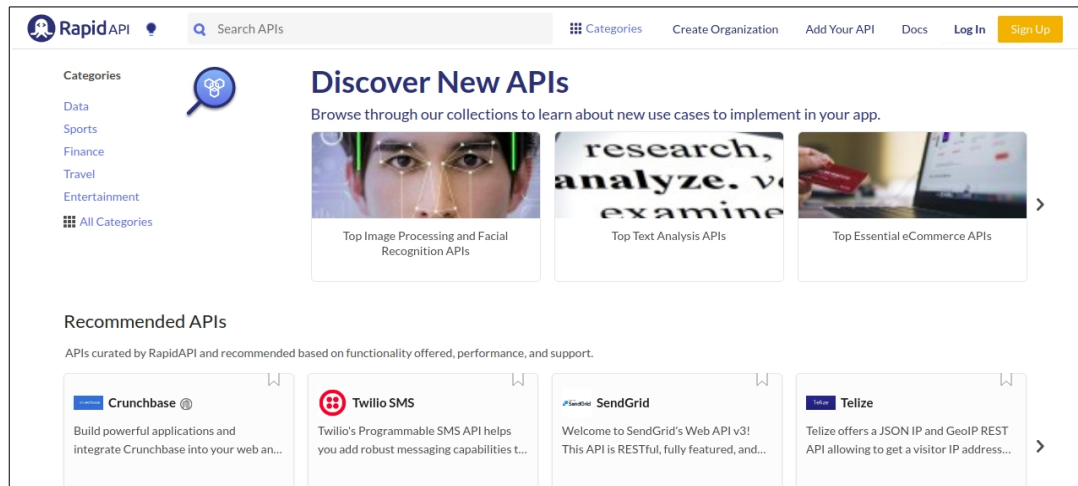 RapidAPI
Search APIs
Categories
Create Organization
Add Your API
Docs
Log In
Sign Up
Categories
Data
Sports
Finance
Travel
Entertainment
All Categories
Discover New APIs
Browse through our collections to learn about new use cases to implement in your app.
research,
analyze.
examine
Top Image Processing and Facial
Recognition APIs
Top Text Analysis APIs
Top Essential eCommerce APIs
Recommended APIs
APIs curated by RapidAPI and recommended based on functionality offered, performance, and support.
Crunchbase
Build powerful applications and
integrate Crunchbase into your web an...
Twilio SMS
Twilio's Programmable SMS API helps
you add robust messaging capabilities t...
SendGrid SendGrid
Welcome to SendGrid's Web API v3!
This API is RESTful, fully featured, and...
Telize Telize
Telize offers a JSON IP and GeoIP REST
API allowing to get a visitor IP address...